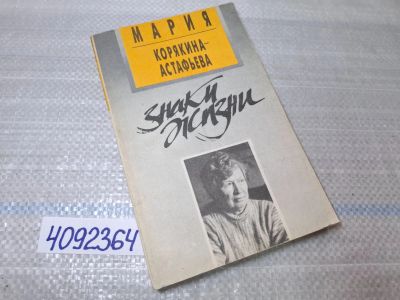 МАРИЯ
КОРЯКИНА-
АСТАФЬЕВА
знаки
жизни
4092364